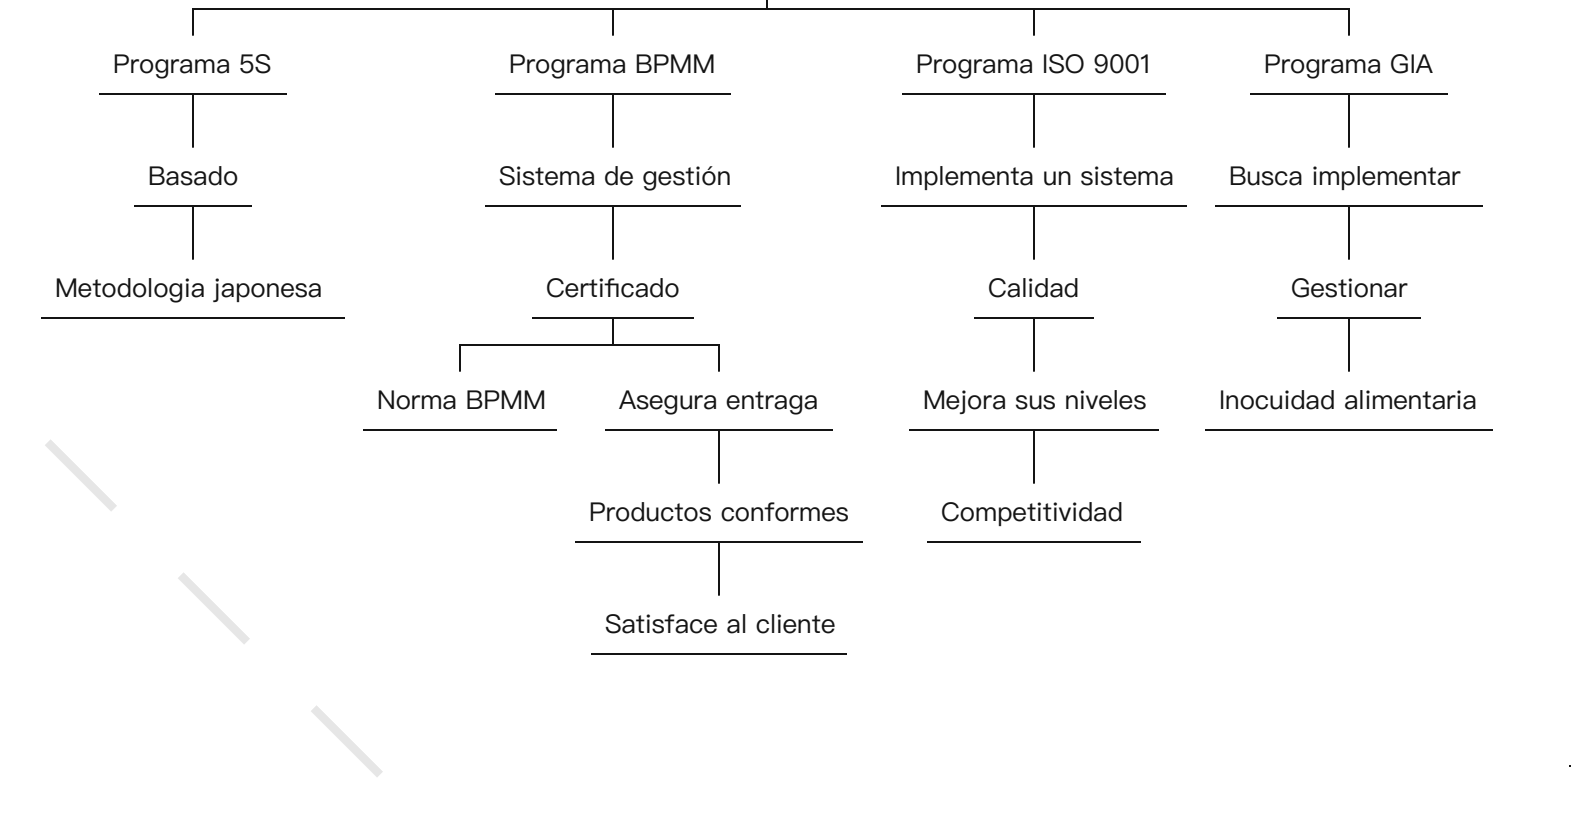 Programa 5S
Programa BPMM
Programa ISO 9001
Programa GIA
Basado
Sistema de gestión
Implementa un sistema
Busca implementar
Metodologia japonesa
Certificado
Calidad
Gestionar
Norma BPMM
Asegura entraga
Mejora sus niveles
Inocuidad alimentaria
Productos conformes
Competitividad
Satisface al cliente